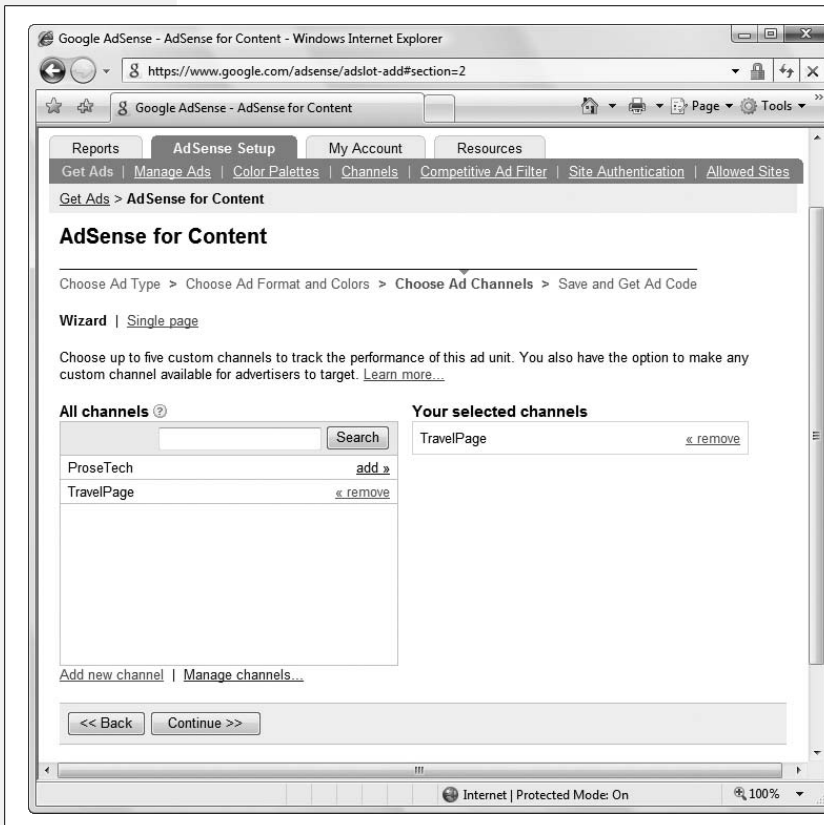 Google AdSense - AdSense for Content - Windows Internet Explorer
https://www.google.com/adsense/adslot-add#section=2
Google AdSense - AdSense for Content
Page
Tools
»
Reports
AdSense Setup
My Account
Resources
Get Ads | Manage Ads | Color Palettes | Channels | Competitive Ad Filter | Site Authentication | Allowed Sites
Get Ads > AdSense for Content
AdSense for Content
Choose Ad Type > Choose Ad Format and Colors > Choose Ad Channels > Save and Get Ad Code
Wizard | Single page
Choose up to five custom channels to track the performance of this ad unit. You also have the option to make any
custom channel available for advertisers to target. Learn more...
All channels ?
Search
ProseTech add »
TravelPage « remove
Your selected channels
TravelPage « remove
Add new channel | Manage channels...
<< Back
Continue >>
Internet | Protected Mode: On
100%